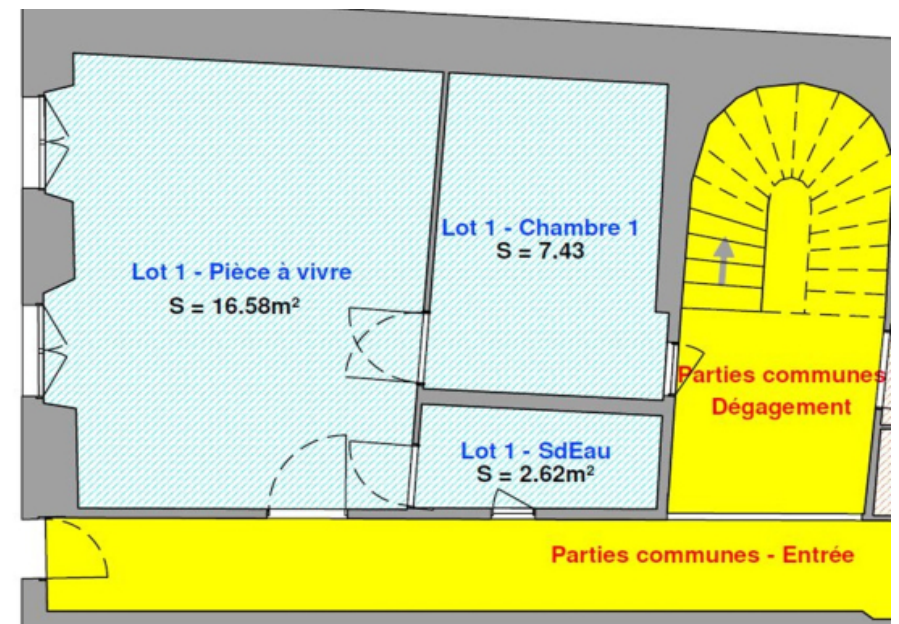 Lot 1 - Chambre 1
S = 7.43
Lot 1 - Pièce à vivre
S = 16.58m²
Parties communes
Dégagement
Lot 1 - SdEau
S = 2.62m²
Parties communes - Entrée